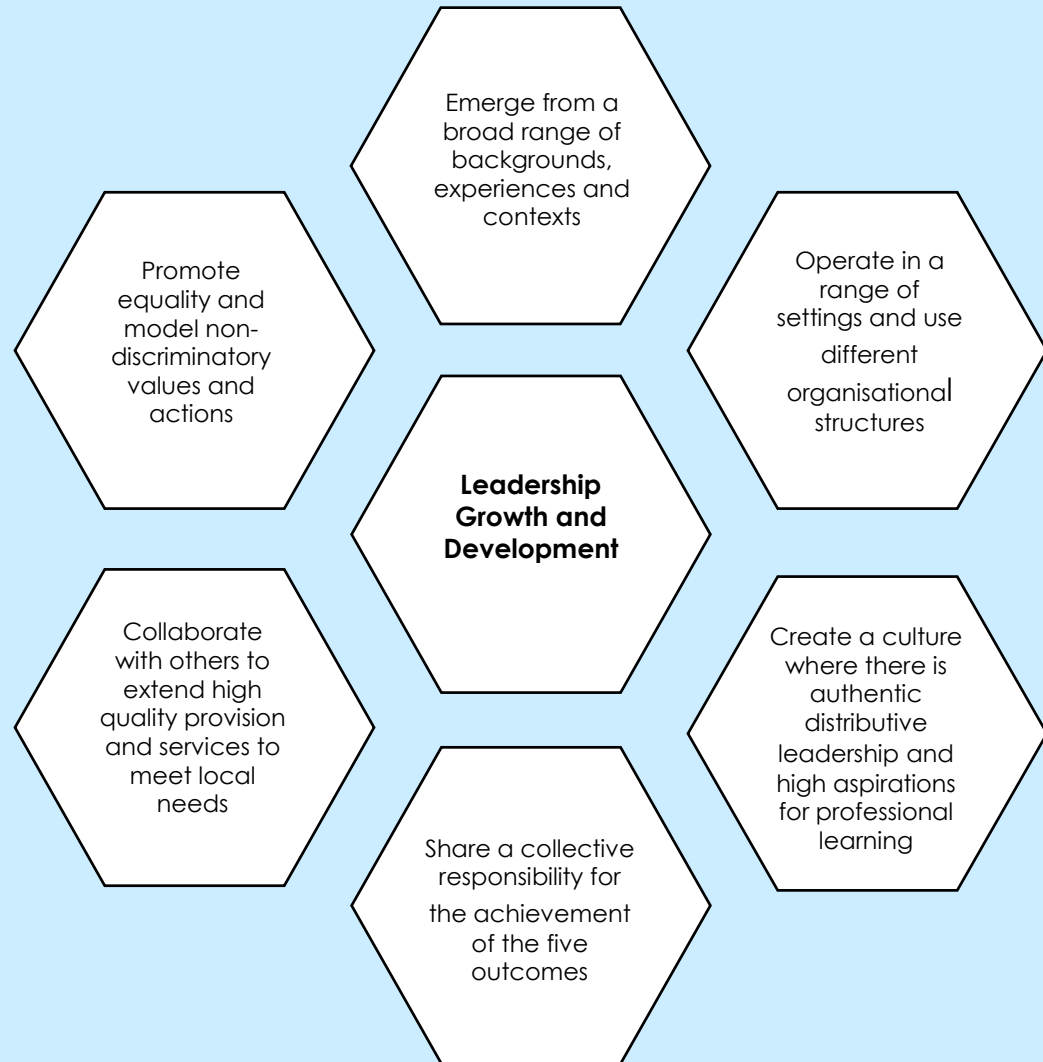 Emerge from a
broad range of
backgrounds,
experiences and
contexts
Promote
equality and
model non-
discriminatory
values and
actions
Operate in a
range of
settings and use
different
organisational
structures
Leadership
Growth and
Development
Collaborate
with others to
extend high
quality provision
and services to
meet local
needs
Create a culture
where there is
authentic
distributive
leadership and
high aspirations
for professional
learning
Share a collective
responsibility for
the achievement
of the five
outcomes